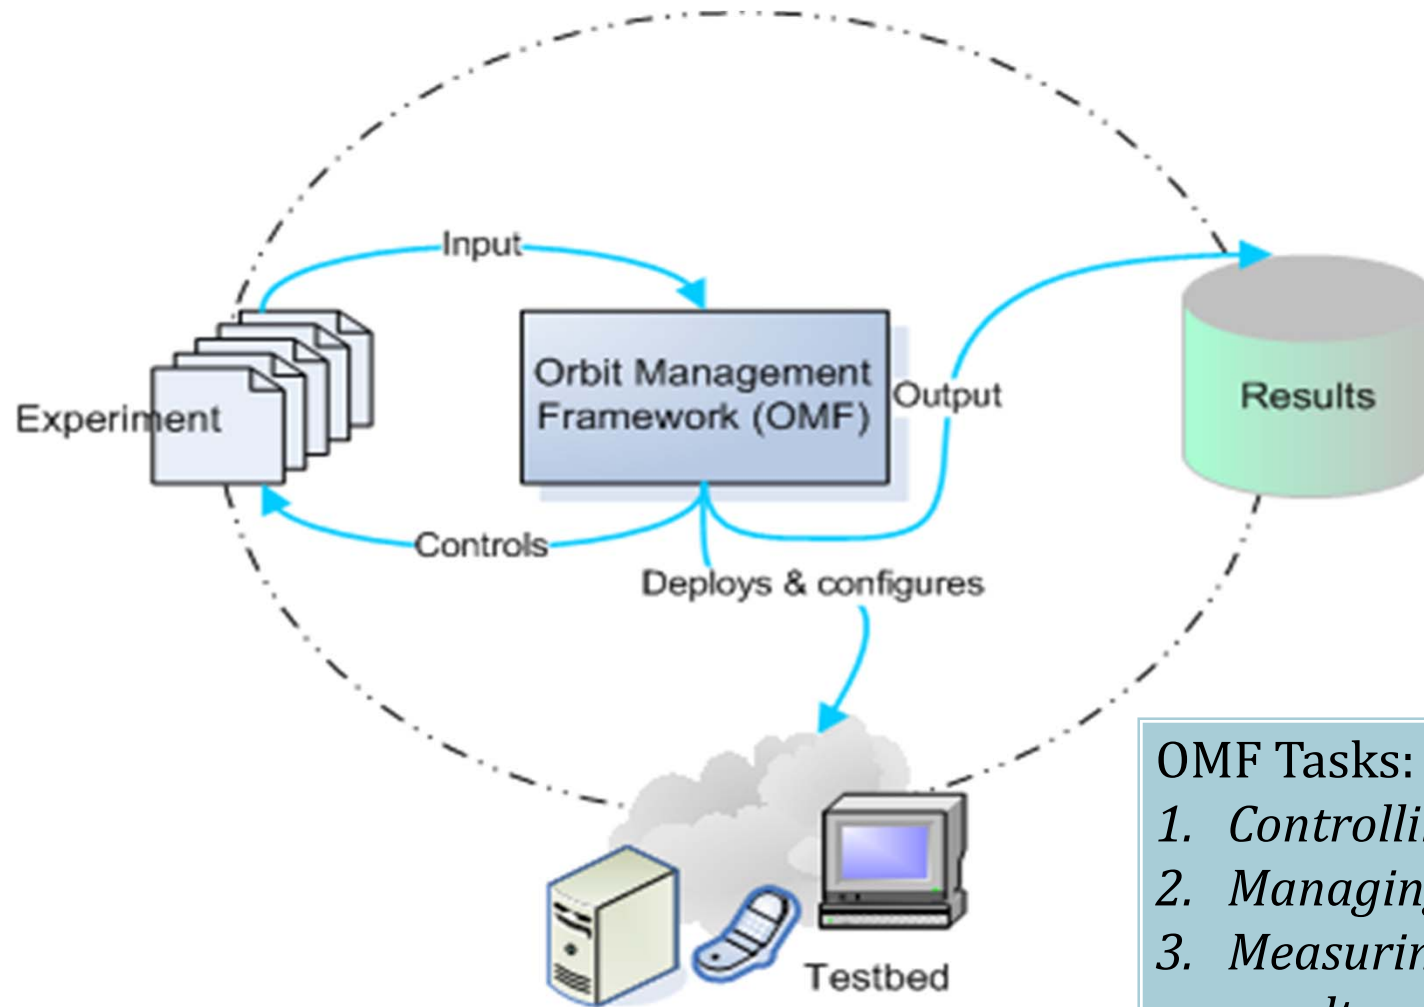 Input
Orbit Management
Framework (OMF)
Output
Results
Experiment
Controls
Deploys & configures
Testbed
OMF Tasks:
1.
2.
3.